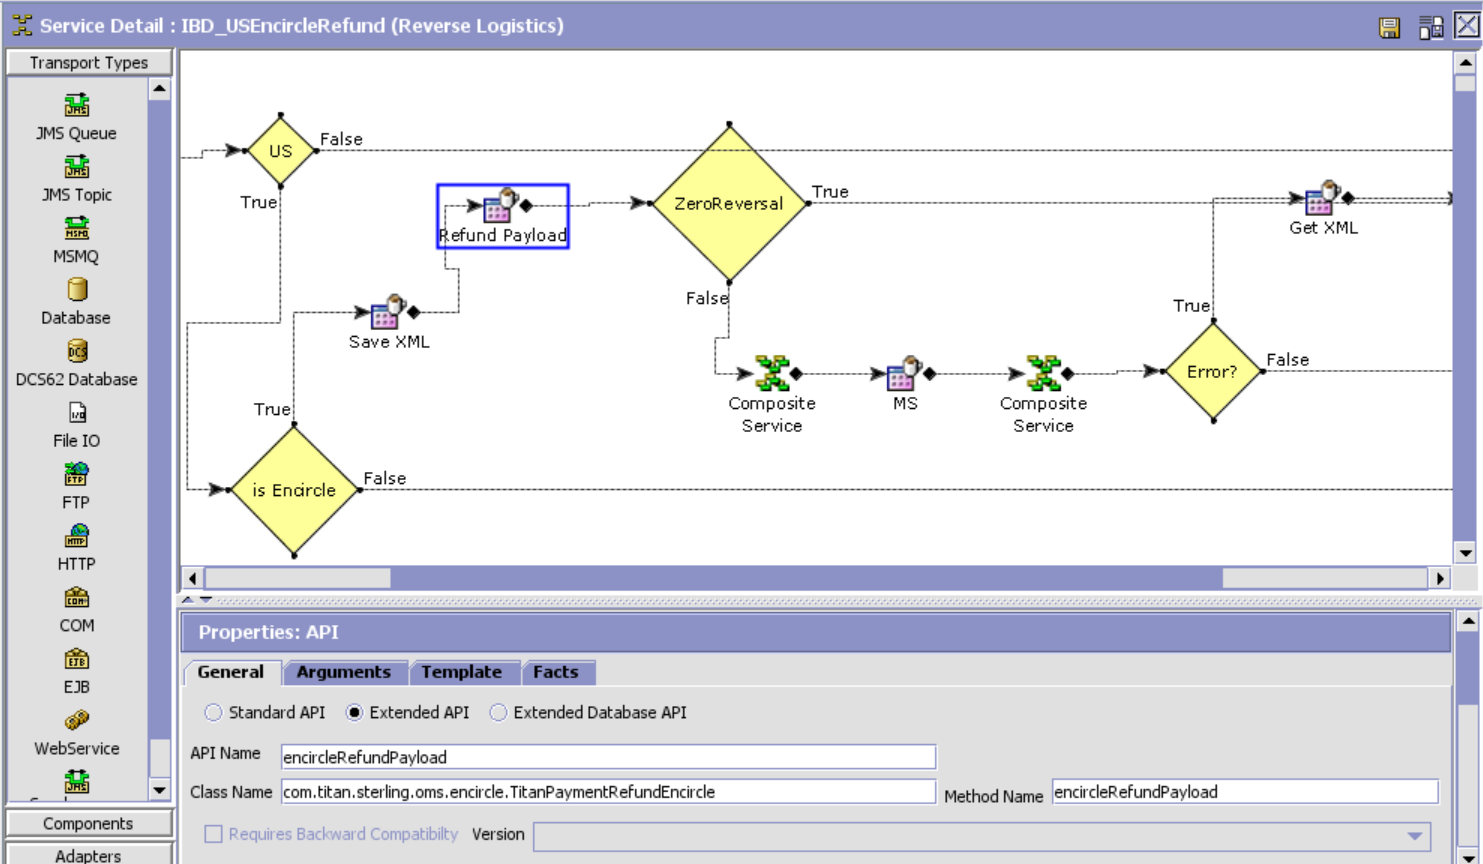 Service Detail : IBD_USEncircleRefund (Reverse Logistics)
Transport Types
JMS Queue
JMS Topic
MSMQ
Database
DCS62 Database
File IO
FTP
HTTP
COM
EJB
WebService
Components
Adapters
US
False
True
Refund Payload
ZeroReversal
True
False
Get XML
Save XML
True
Composite
Service
MS
Composite
Service
True
Error?
False
is Encircle
False
Properties: API
General Arguments Template Facts
Standard API Extended API Extended Database API
API Name encircleRefundPayload
Class Name com.titan.sterling.oms.encircle.TitanPaymentRefundEncircle Method Name encircleRefundPayload
Requires Backward Compatibilty Version